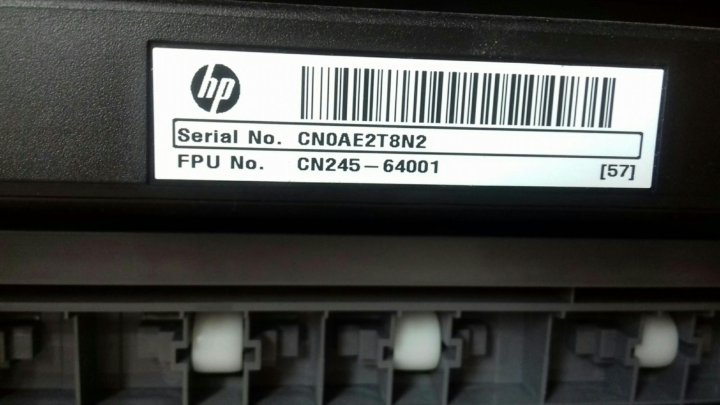 hp
Serial No. CN0AE2T8N2
FPU No. CN245-64001 [57]